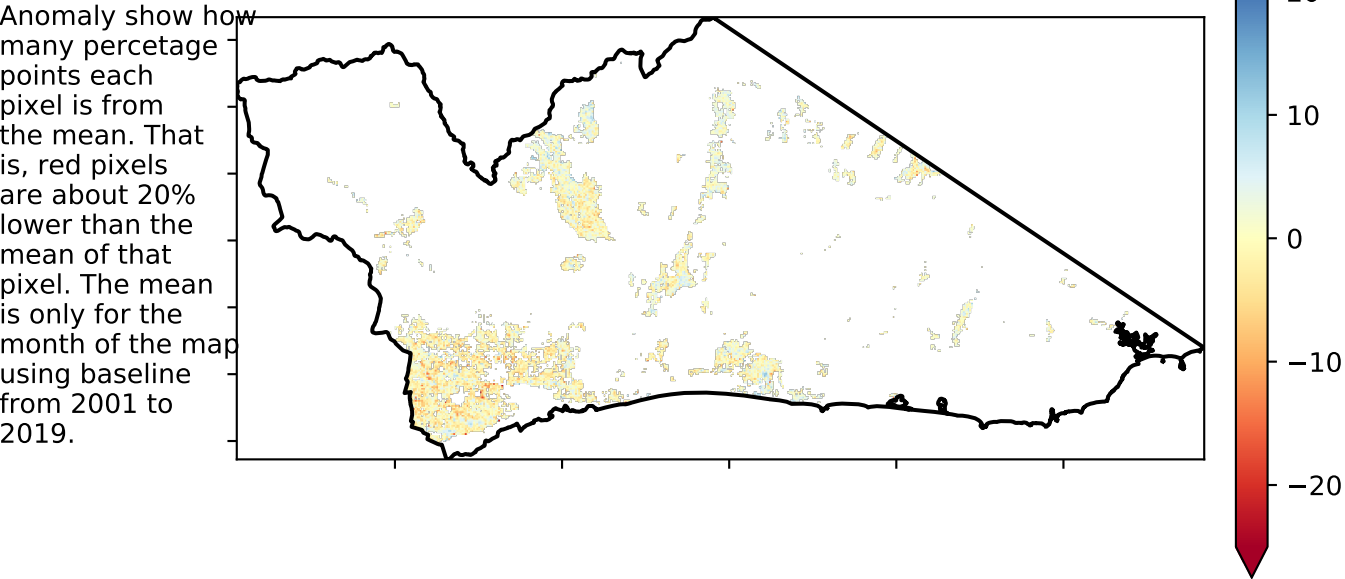 Anomaly show how
many percetage
points each
pixel is from
the mean. That
is, red pixels
are about 20%
lower than the
mean of that
pixel. The mean
is only for the
month of the map
using baseline
from 2001 to
2019.
10
0
−10
−20